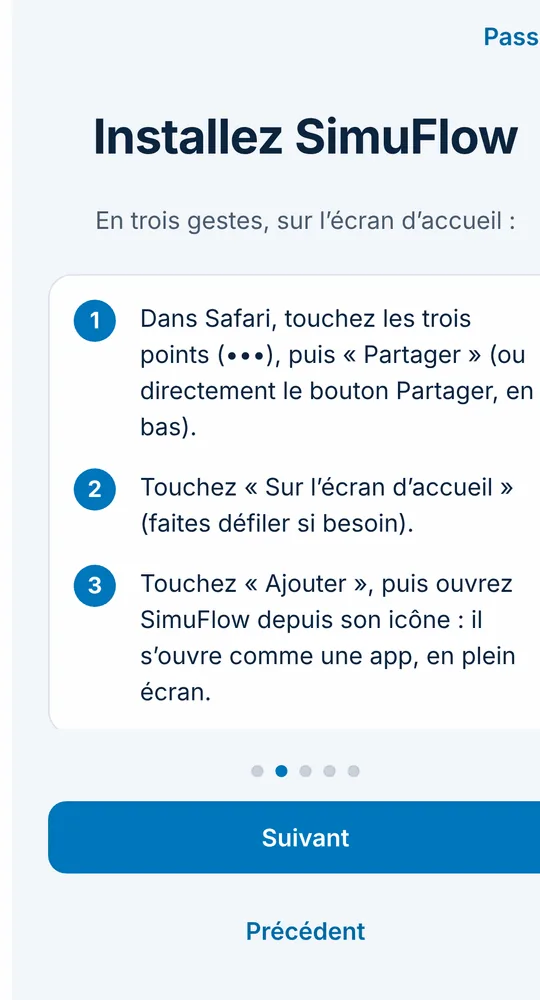 Pass
Installez SimuFlow
En trois gestes, sur l’écran d’accueil :
1 Dans Safari, touchez les trois
points (•••), puis « Partager » (ou
directement le bouton Partager, en
bas).
2 Touchez « Sur l’écran d’accueil »
(faites défiler si besoin).
3 Touchez « Ajouter », puis ouvrez
SimuFlow depuis son icône : il
s’ouvre comme une app, en plein
écran.
Suivant
Précédent